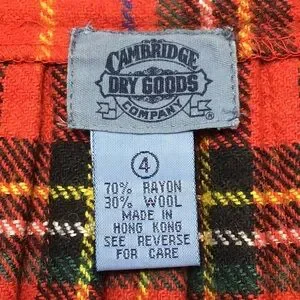 CAMBRIDGE
DRY GOODS
COMPANY
®
4
70% RAYON
30% WOOL
MADE IN
HONG KONG
SEE REVERSE
FOR CARE